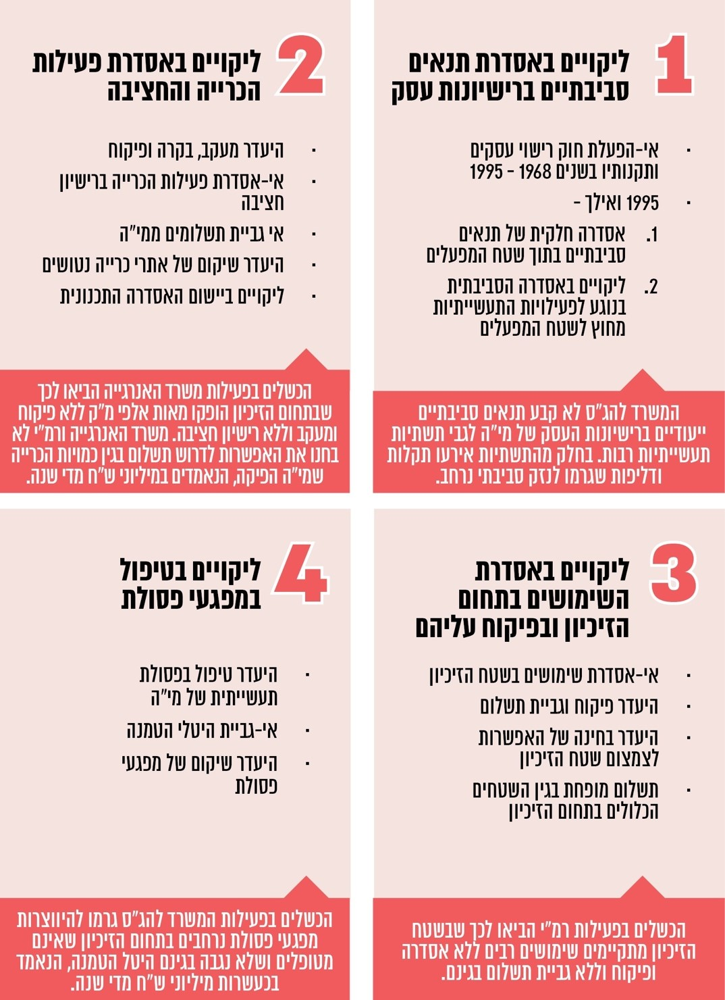 1
ליקויים באסדרת תנאים
סביבתיים ברישיונות עסק
· אי-הפעלת חוק רישוי עסקים
ותקנותיו בשנים 1968 - 1995
· 1995 ואילך -
1. אסדרה חלקית של תנאים
סביבתיים בתוך שטח המפעלים
2. ליקויים באסדרה הסביבתית
בנוגע לפעילויות התעשייתיות
מחוץ לשטח המפעלים
המשרד להג"ס לא קבע תנאים סביבתיים
ייעודיים ברישיונות העסק של מי"ה לגבי תשתיות
תעשייתיות רבות. בחלק מהתשתיות אירעו תקלות
ודליפות שגרמו לנזק סביבתי נרחב.
2
ליקויים באסדרת פעילות
הכרייה והחציבה
· היעדר מעקב, בקרה ופיקוח
· אי-אסדרת פעילות הכרייה ברישיון
חציבה
· אי גביית תשלומים ממי"ה
· היעדר שיקום של אתרי כרייה נטושים
· ליקויים ביישום האסדרה התכנונית
הכשלים בפעילות משרד האנרגייה הביאו לכך
שבתחום הזיכיון הופקו מאות אלפי מ"ק ללא פיקוח
ומעקב וללא רישיון חציבה. משרד האנרגייה ורמ"י לא
בחנו את האפשרות לדרוש תשלום בגין כמויות הכרייה
שמי"ה הפיקה, הנאמדים במיליוני ש"ח מדי שנה.
3
ליקויים באסדרת
השימושים בתחום
הזיכיון ובפיקוח עליהם
· אי-אסדרת שימושים בשטח הזיכיון
· היעדר פיקוח וגביית תשלום
· היעדר בחינה של האפשרות
לצמצום שטח הזיכיון
· תשלום מופחת בגין השטחים
הכלולים בתחום הזיכיון
הכשלים בפעילות רמ"י הביאו לכך שבשטח
הזיכיון מתקיימים שימושים רבים ללא אסדרה
ופיקוח וללא גביית תשלום בגינם.
4
ליקויים בטיפול
במפגעי פסולת
· היעדר טיפול בפסולת
תעשייתית של מי"ה
· אי-גביית היטלי הטמנה
· היעדר שיקום של מפגעי
פסולת
הכשלים בפעילות המשרד להג"ס גרמו להיווצרות
מפגעי פסולת נרחבים בתחום הזיכיון שאינם
מטופלים ושלא נגבה בגינם היטל הטמנה, הנאמד
בכעשרות מיליוני ש"ח מדי שנה.